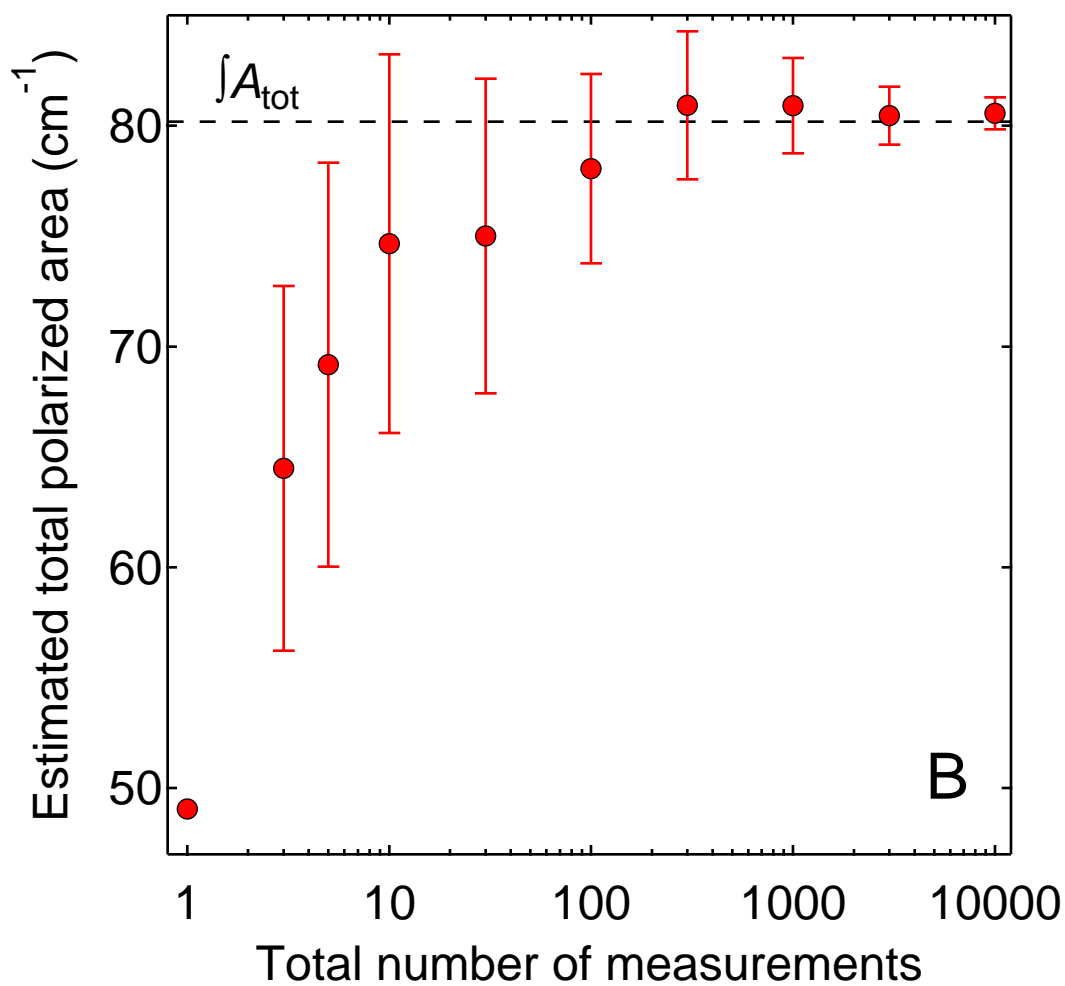 Estimated total polarized area (cm⁻¹)
∫Aₜₒₜ
80
70
60
50
B
1 10 100 1000 10000
Total number of measurements